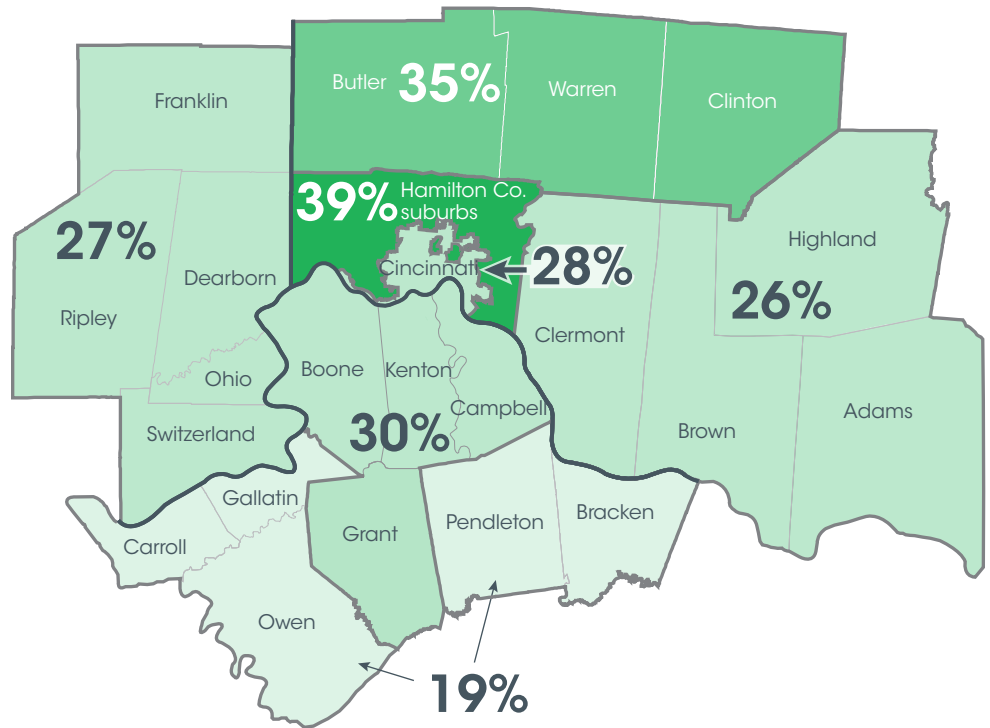 Butler 35%
Warren
Clinton
Franklin
39% Hamilton Co.
suburbs
Highland
27%
Cincinnati
28%
Dearborn
26%
Ripley
Clermont
Boone
Kenton
Ohio
Campbell
Adams
Switzerland
30%
Brown
Gallatin
Pendleton
Bracken
Grant
Carroll
Owen
19%